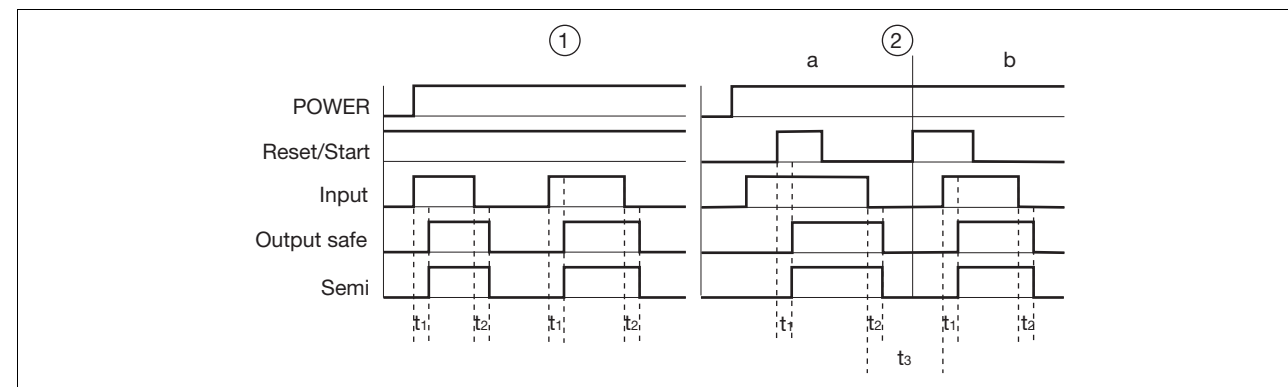 ① ②
a b
POWER
Reset/Start
Input
Output safe
Semi
t1 t2 t1 t2 t1 t2 t1 t2
t3